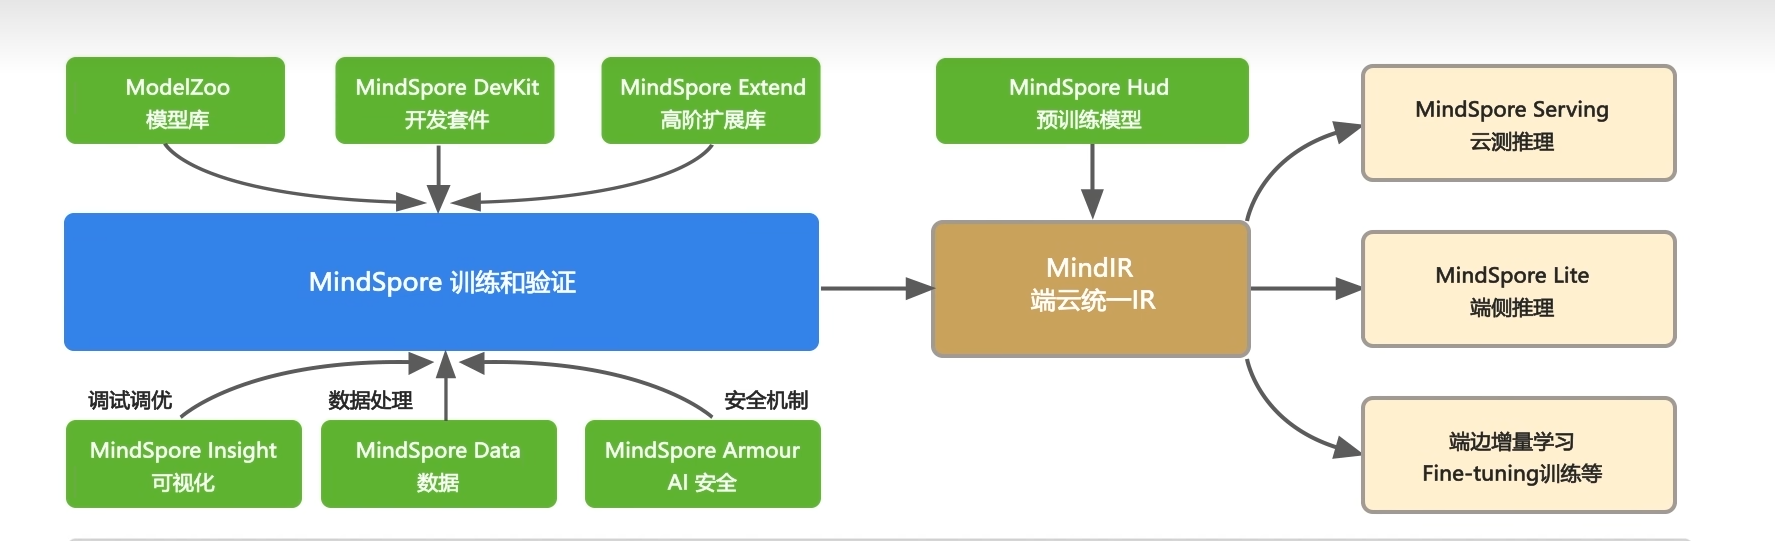 ModelZoo
模型库
MindSpore DevKit
开发套件
MindSpore Extend
高阶扩展库
MindSpore Hud
预训练模型
MindSpore Serving
云测推理
MindSpore 训练和验证
MindIR
端云统一IR
MindSpore Lite
端侧推理
调试调优
数据处理
安全机制
MindSpore Insight
可视化
MindSpore Data
数据
MindSpore Armour
AI 安全
端边增量学习
Fine-tuning训练等